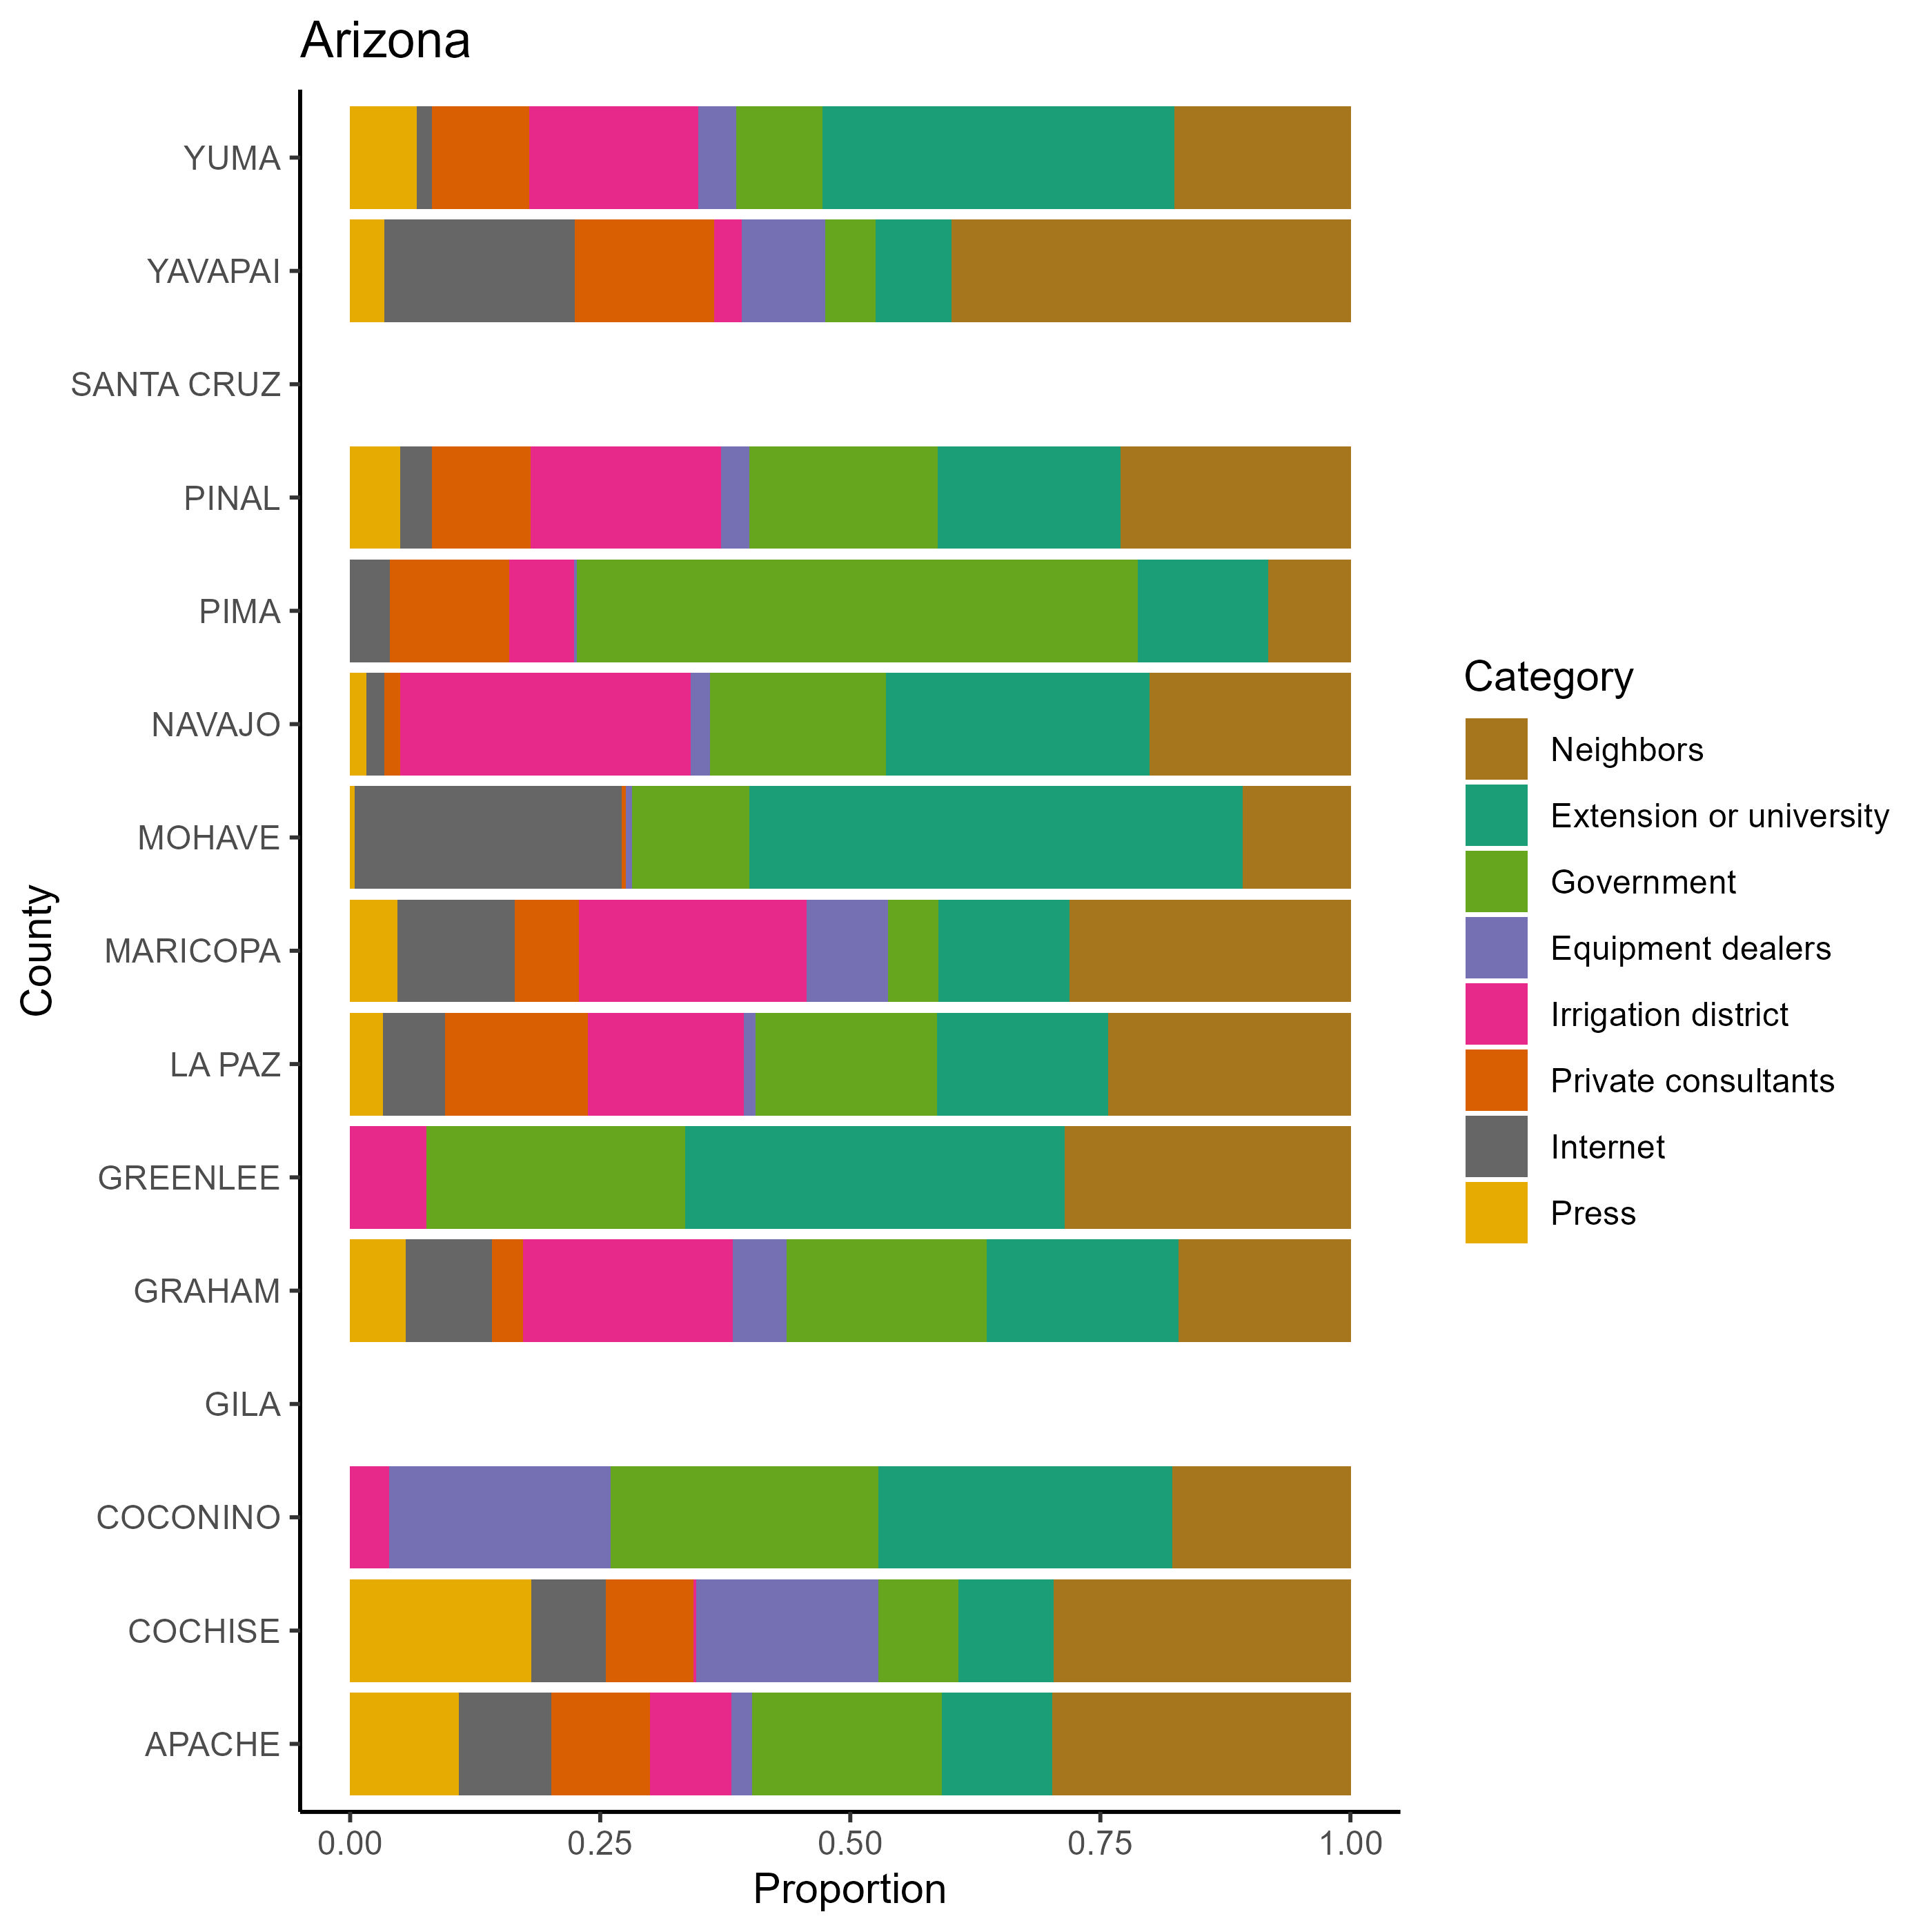 Arizona
YUMA
YAVAPAI
SANTA CRUZ
PINAL
PIMA
NAVAJO
MOHAVE
MARICOPA
LA PAZ
GREENLEE
GRAHAM
GILA
COCONINO
COCHISE
APACHE
County
0.00 0.25 0.50 0.75 1.00
Proportion
Category
Neighbors
Extension or university
Government
Equipment dealers
Irrigation district
Private consultants
Internet
Press